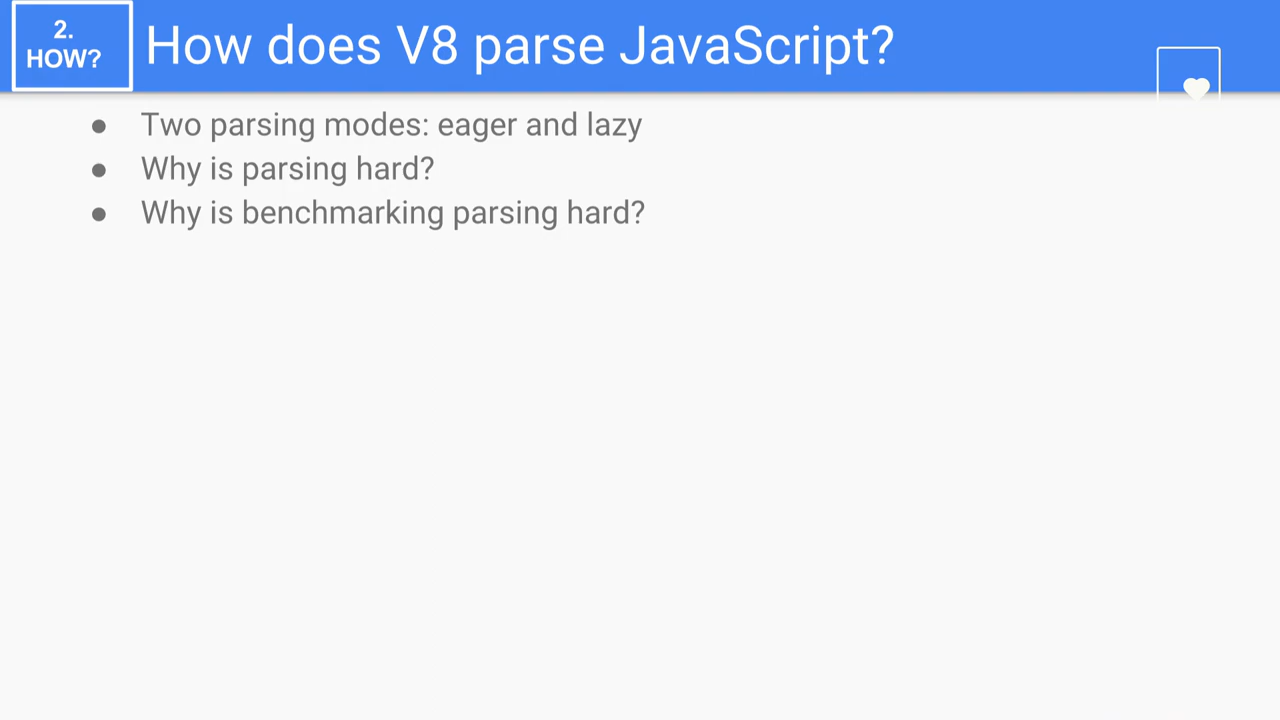 2.
HOW?
How does V8 parse JavaScript?
● Two parsing modes: eager and lazy
● Why is parsing hard?
● Why is benchmarking parsing hard?